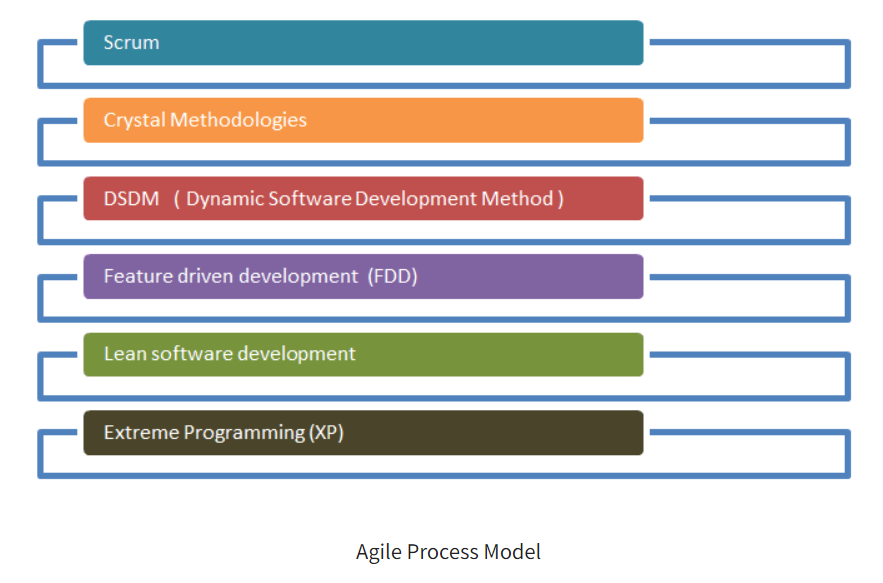 Scrum
Crystal Methodologies
DSDM ( Dynamic Software Development Method )
Feature driven development (FDD)
Lean software development
Extreme Programming (XP)
Agile Process Model